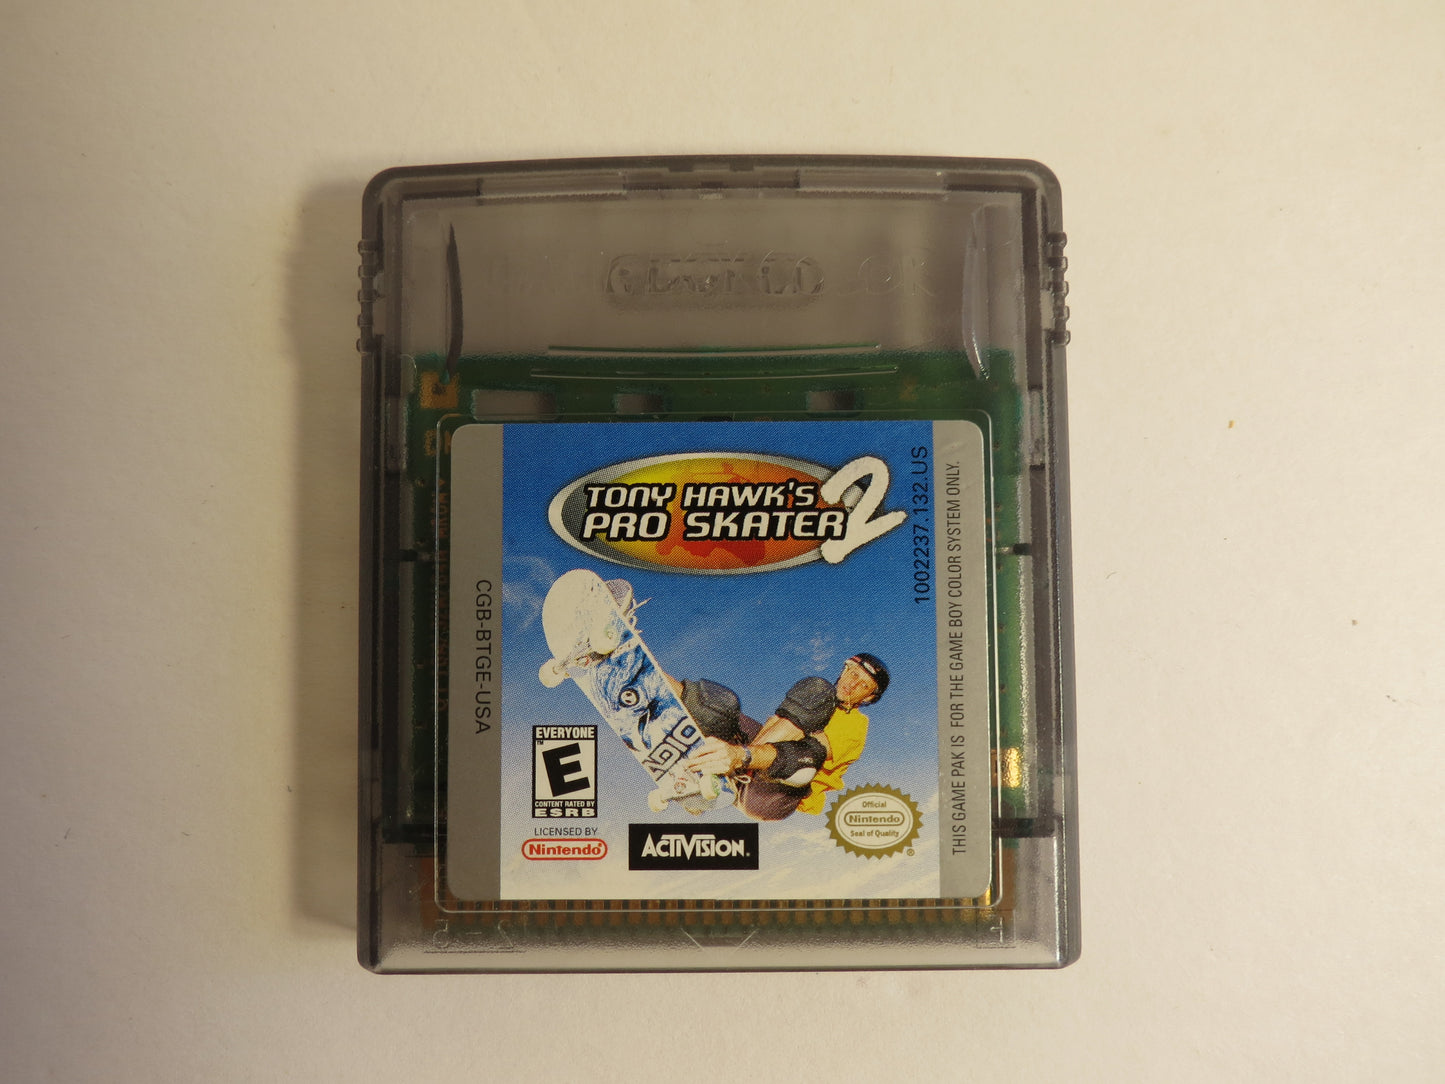 TONY HAWK'S
PRO SKATER 2
1002237.132.US
THIS GAME PAK IS FOR THE GAME BOY COLOR SYSTEM ONLY.
CGB-BTGE-USA
EVERYONE
TM
E
CONTENT RATED BY
ESRB
LICENSED BY
Nintendo®
ACTIVISION.
Official
Nintendo
Seal of Quality
®